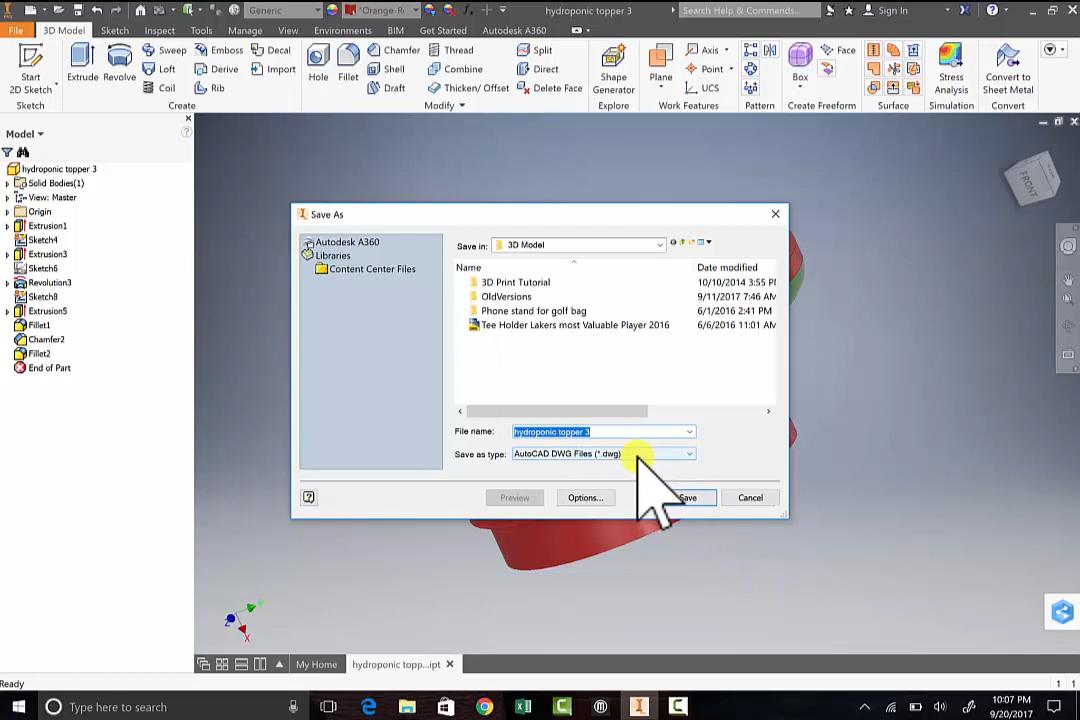 PRO
Generic
*Orange-Re
hydroponic topper 3
Search Help & Commands...
Sign In
File
3D Model
Sketch
Inspect
Tools
Manage
View
Environments
BIM
Get Started
Autodesk A360
Start
2D Sketch
Extrude
Revolve
Sweep
Loft
Coil
Emboss
Derive
Rib
Decal
Import
Hole
Fillet
Chamfer
Shell
Draft
Thread
Combine
Thicken/ Offset
Split
Direct
Delete Face
Shape
Generator
Plane
Axis
Point
UCS
Box
Face
Stress
Analysis
Convert to
Sheet Metal
Sketch
Create
Modify
Explore
Work Features
Pattern
Create Freeform
Surface
Simulation
Convert
Model
hydroponic topper 3
Solid Bodies(1)
View: Master
Origin
Extrusion1
Sketch4
Extrusion3
Sketch6
Revolution3
Sketch8
Extrusion5
Fillet1
Chamfer2
Fillet2
End of Part
FRONT
Save As
Autodesk A360
Libraries
Content Center Files
Save in:
3D Model
Name
Date modified
3D Print Tutorial
10/10/2014 3:55 P
OldVersions
9/11/2017 7:46 AM
Phone stand for golf bag
6/1/2016 2:41 PM
Tee Holder Lakers most Valuable Player 2016
6/6/2016 11:01 AM
File name:
hydroponic topper 3
Save as type:
AutoCAD DWG Files (*.dwg)
Preview
Options...
Save
Cancel
Z
Y
X
My Home
hydroponic topp...ipt
Ready
1
1
Type here to search
10:07 PM
9/20/2017